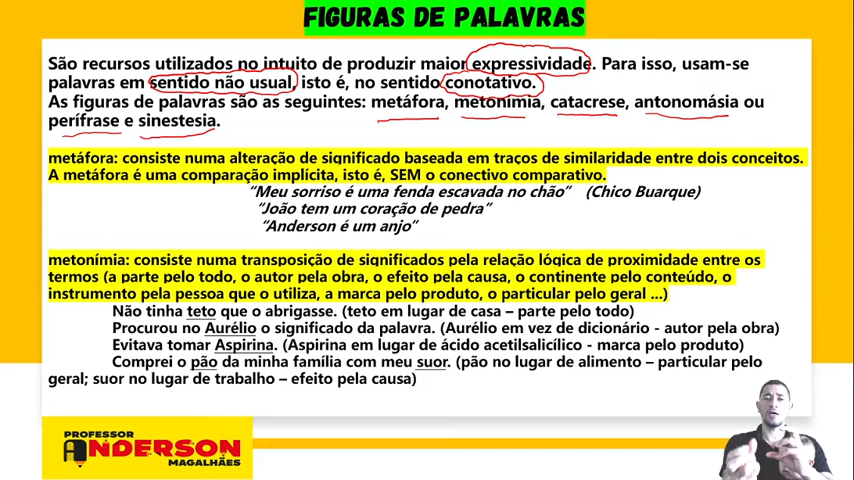 FIGURAS DE PALAVRAS
São recursos utilizados no intuito de produzir maior expressividade. Para isso, usam-se
palavras em sentido não usual, isto é, no sentido conotativo.
As figuras de palavras são as seguintes: metáfora, metonímia, catacrese, antonomásia ou
perífrase e sinestesia.
metáfora: consiste numa alteração de significado baseada em traços de similaridade entre dois conceitos.
A metáfora é uma comparação implícita, isto é, SEM o conectivo comparativo.
“Meu sorriso é uma fenda escavada no chão” (Chico Buarque)
“João tem um coração de pedra”
“Anderson é um anjo”
metonímia: consiste numa transposição de significados pela relação lógica de proximidade entre os
termos (a parte pelo todo, o autor pela obra, o efeito pela causa, o continente pelo conteúdo, o
instrumento pela pessoa que o utiliza, a marca pelo produto, o particular pelo geral ...)
Não tinha teto que o abrigasse. (teto em lugar de casa – parte pelo todo)
Procurou no Aurélio o significado da palavra. (Aurélio em vez de dicionário - autor pela obra)
Evitava tomar Aspirina. (Aspirina em lugar de ácido acetilsalicílico - marca pelo produto)
Comprei o pão da minha família com meu suor. (pão no lugar de alimento – particular pelo
geral; suor no lugar de trabalho – efeito pela causa)
PROFESSOR
ANDERSON
MAGALHÃES